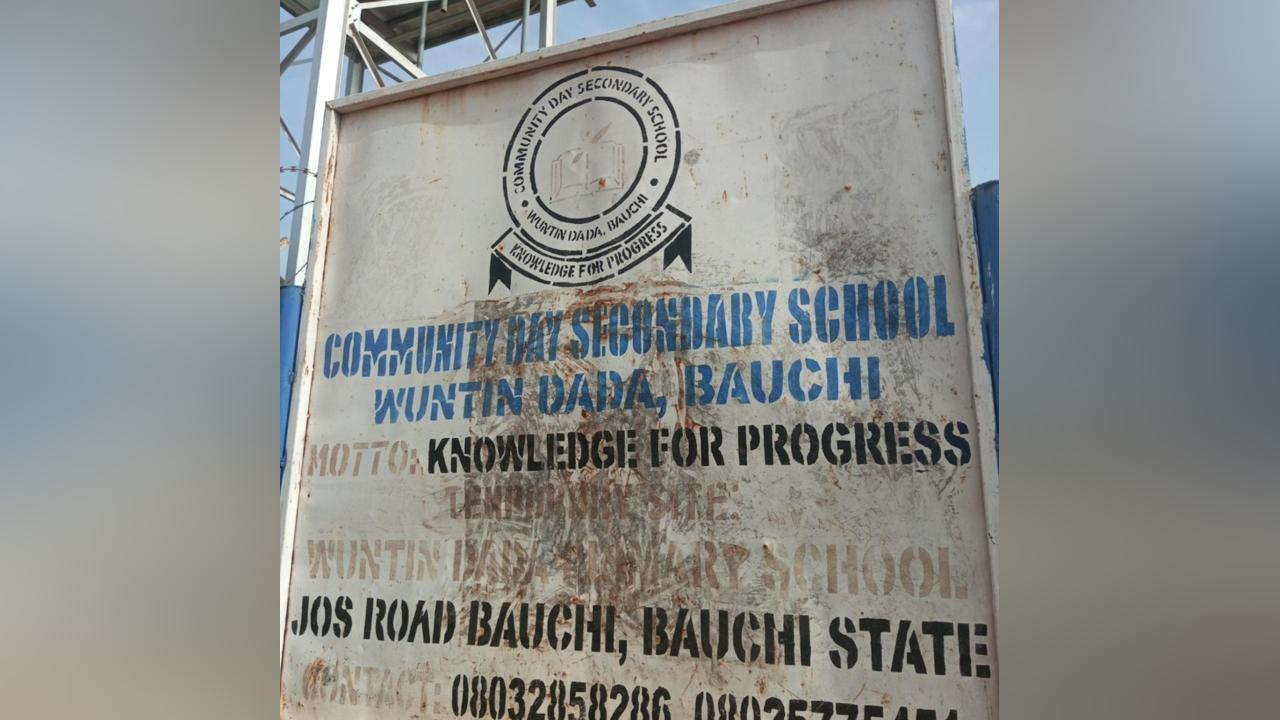 COMMUNITY DAY SECONDARY SCHOOL
WUNTIN DADA, BAUCHI
KNOWLEDGE FOR PROGRESS
COMMUNITY DAY SECONDARY SCHOOL
WUNTIN DADA, BAUCHI
MOTTO: KNOWLEDGE FOR PROGRESS
TEMPORARY SITE:
WUNTIN DADA PRIMARY SCHOOL
JOS ROAD BAUCHI, BAUCHI STATE
CONTACT: 08032858286